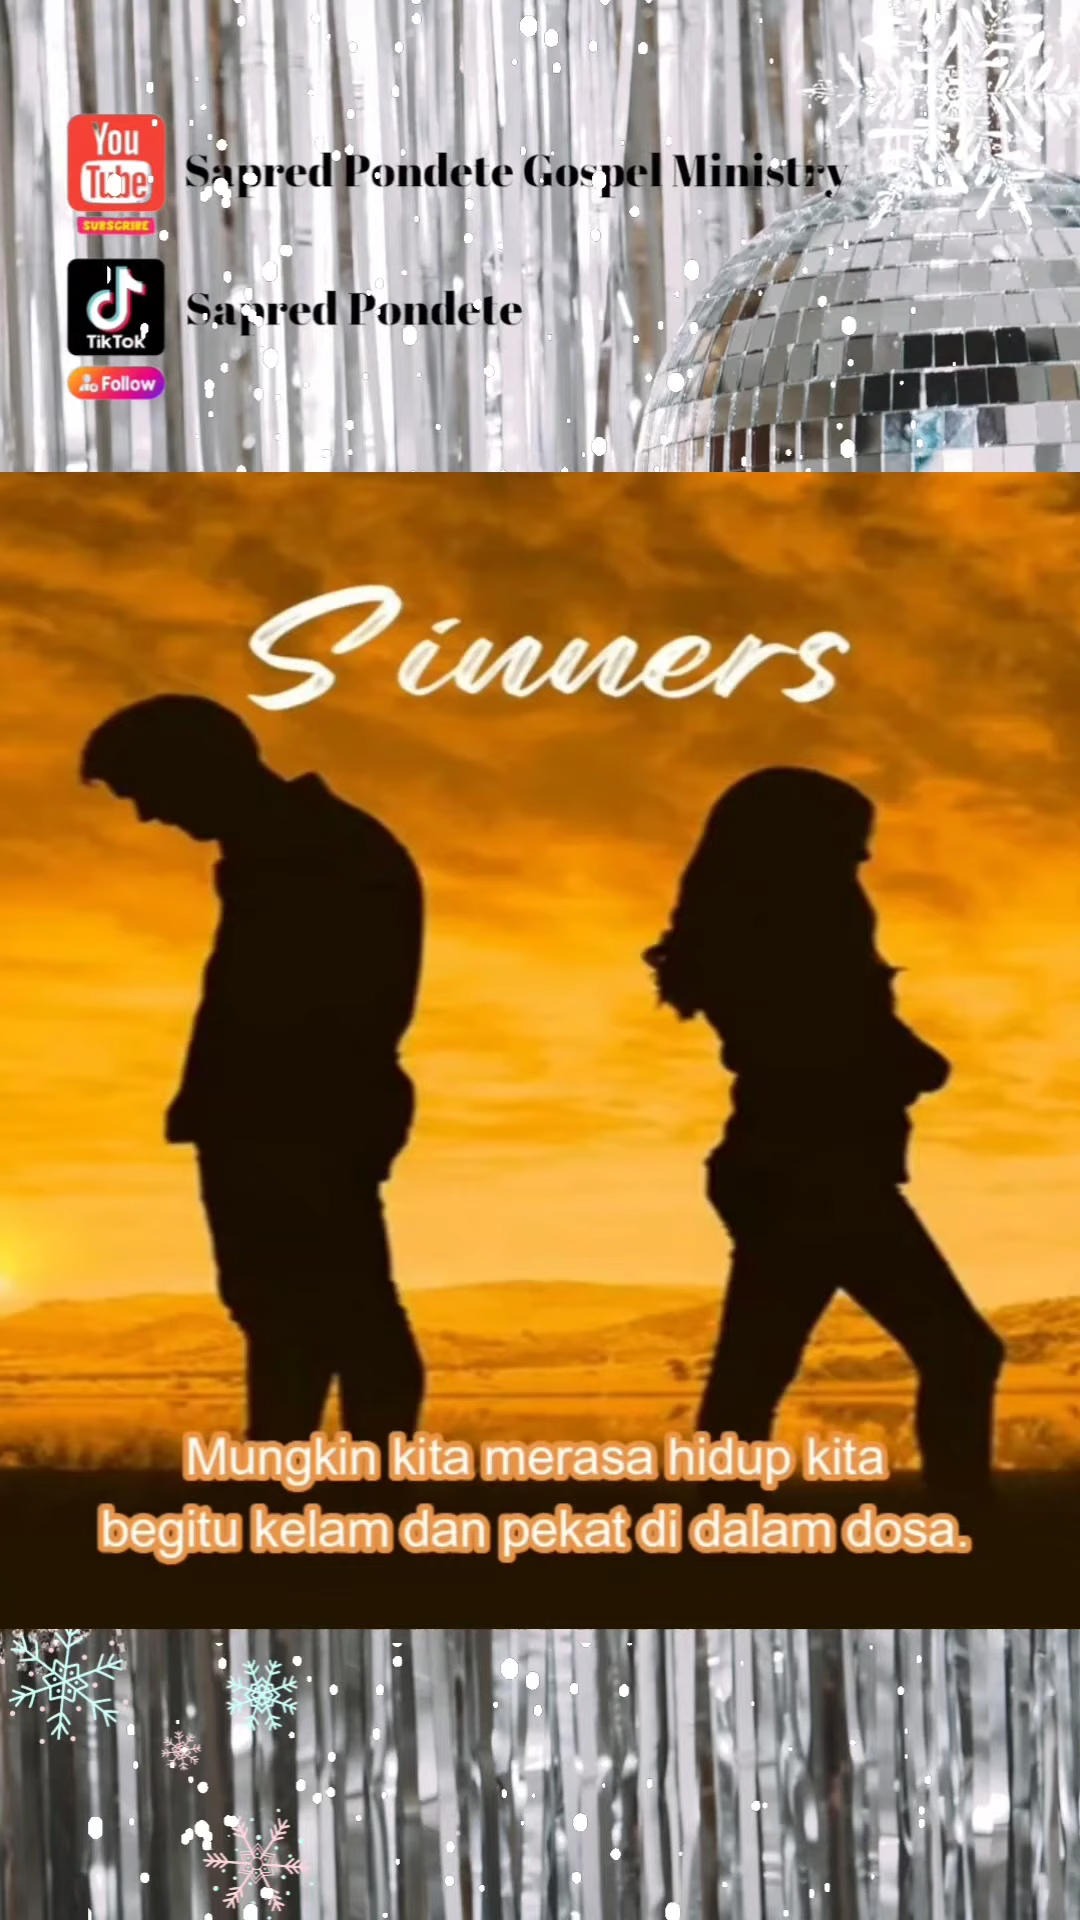 You
Tube
SUBSCRIBE
Sapred Pondete Gospel Ministry
TikTok
Sapred Pondete
Follow
Sinners
Mungkin kita merasa hidup kita
begitu kelam dan pekat di dalam dosa.